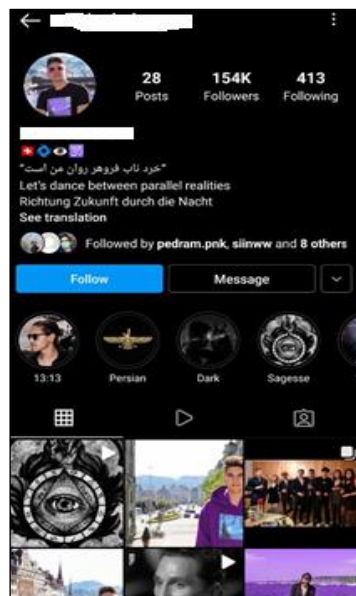 28 154K 413
Posts Followers Following
"خرد ناب فروهر روان من است"
Let's dance between parallel realities
Richtung Zukunft durch die Nacht
See translation
Followed by pedram.pnk, siinww and 8 others
Follow Message
13:13 Persian Dark Sagesse